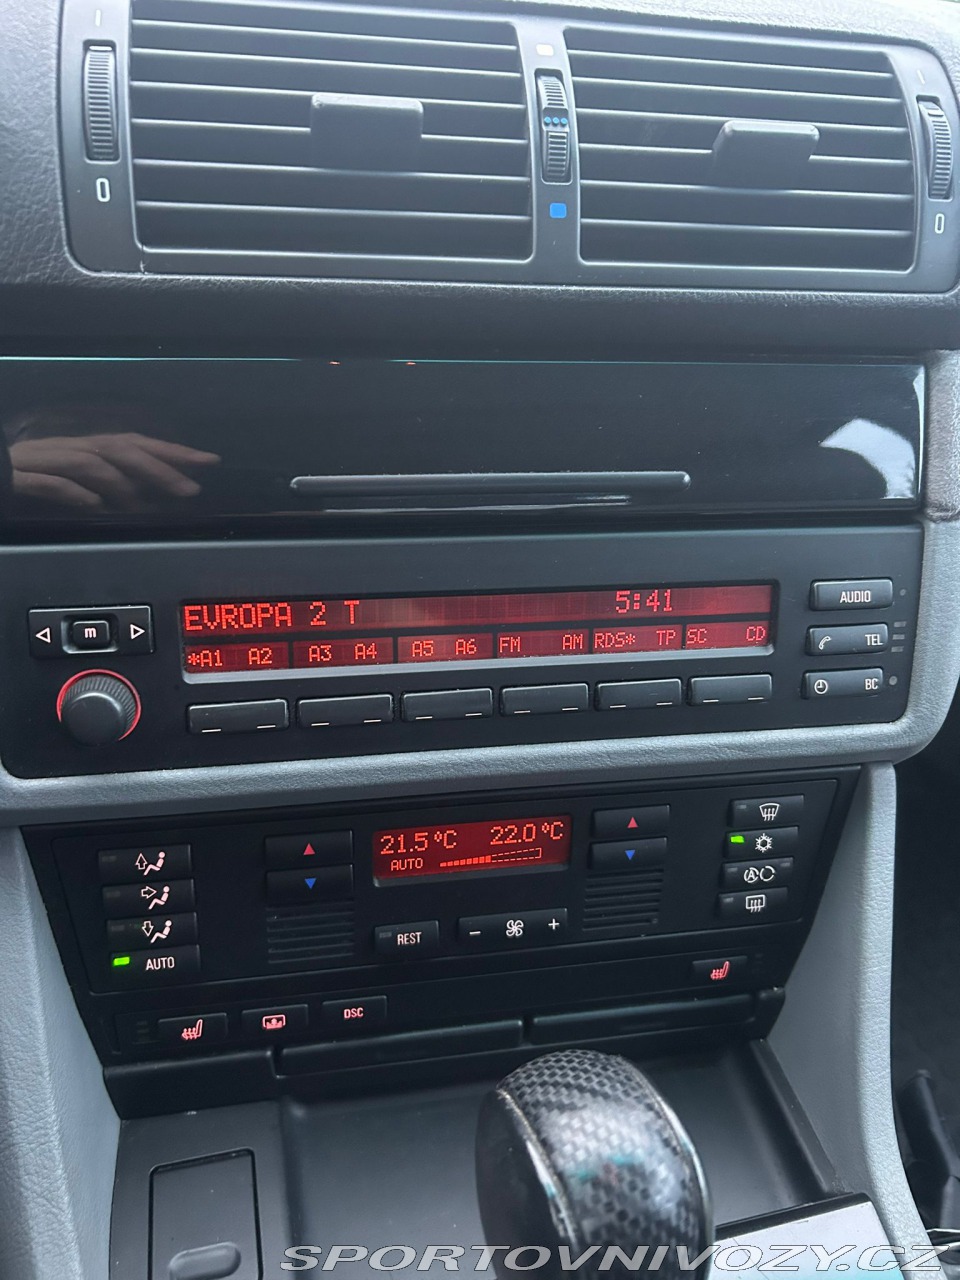 EVROPA 2 T 5:41
*A1 A2 A3 A4 A5 A6 FM AM RDS* TP SC CD
m
AUDIO
TEL
BC
21.5°C 22.0°C
AUTO
A
REST - +
AUTO
DSC
SPORTOVNIVOZY.CZ